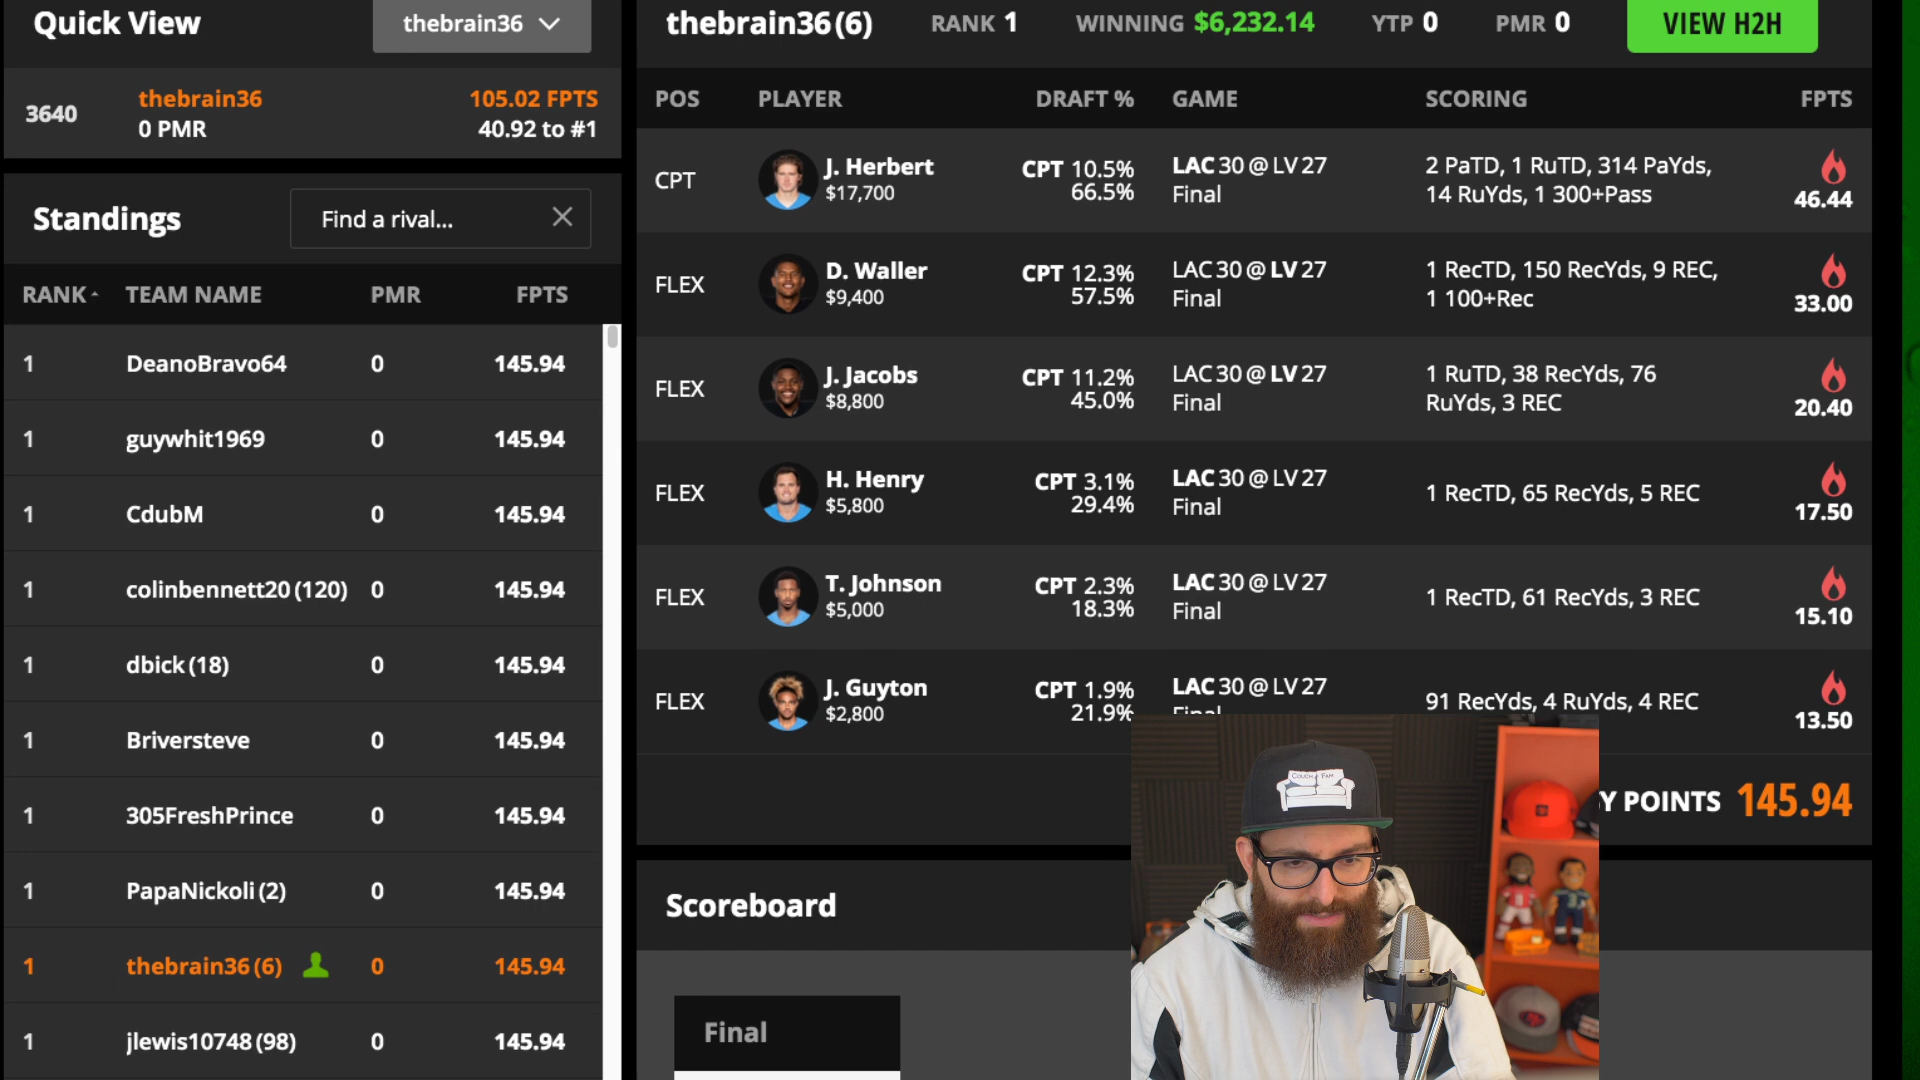 Quick View
thebrain36
3640
thebrain36
105.02 FPTS
0 PMR
40.92 to #1
Standings
Find a rival...
RANK TEAM NAME PMR FPTS
1 DeanoBravo64 0 145.94
1 guywhit1969 0 145.94
1 CdubM 0 145.94
1 colinbennett20 (120) 0 145.94
1 dbick (18) 0 145.94
1 Briversteve 0 145.94
1 305FreshPrince 0 145.94
1 PapaNickoli (2) 0 145.94
1 thebrain36 (6) 0 145.94
1 jlewis10748 (98) 0 145.94
thebrain36 (6) RANK 1 WINNING $6,232.14 YTP 0 PMR 0 VIEW H2H
POS PLAYER DRAFT % GAME SCORING FPTS
CPT
J. Herbert
$17,700
CPT 10.5%
66.5%
LAC 30 @ LV 27
Final
2 PaTD, 1 RuTD, 314 PaYds,
14 RuYds, 1 300+Pass
46.44
FLEX
D. Waller
$9,400
CPT 12.3%
57.5%
LAC 30 @ LV 27
Final
1 RecTD, 150 RecYds, 9 REC,
1 100+Rec
33.00
FLEX
J. Jacobs
$8,800
CPT 11.2%
45.0%
LAC 30 @ LV 27
Final
1 RuTD, 38 RecYds, 76
RuYds, 3 REC
20.40
FLEX
H. Henry
$5,800
CPT 3.1%
29.4%
LAC 30 @ LV 27
Final
1 RecTD, 65 RecYds, 5 REC
17.50
FLEX
T. Johnson
$5,000
CPT 2.3%
18.3%
LAC 30 @ LV 27
Final
1 RecTD, 61 RecYds, 3 REC
15.10
FLEX
J. Guyton
$2,800
CPT 1.9%
21.9%
LAC 30 @ LV 27
Final
91 RecYds, 4 RuYds, 4 REC
13.50
Y POINTS 145.94
COUCH FAM
Scoreboard
Final